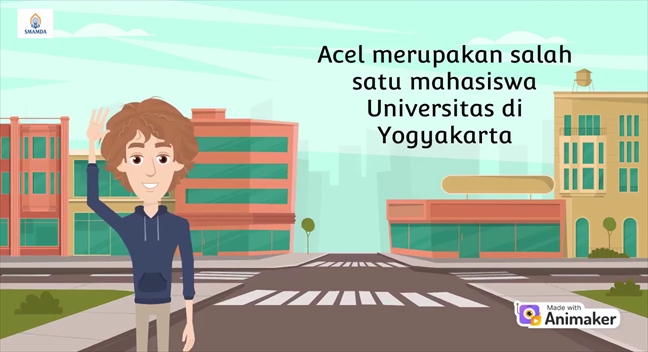 SMAMDA
Acel merupakan salah
satu mahasiswa
Universitas di
Yogyakarta
Made with
Animaker